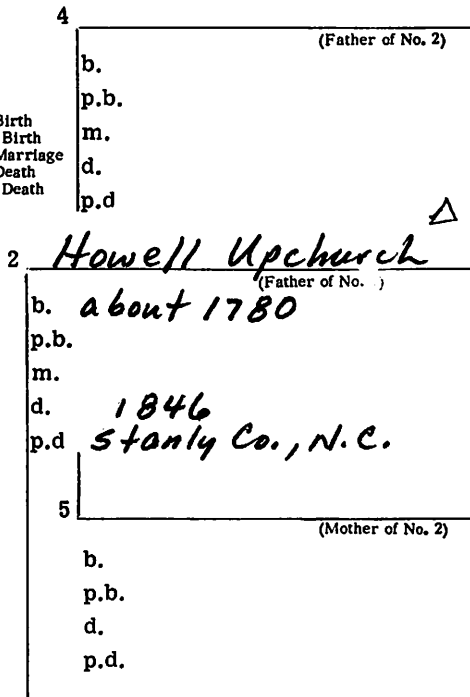 4
(Father of No. 2)
b.
p.b.
Birth
Birth
m.
Marriage
d.
Death
Death
p.d
2 Howell Upchurch
(Father of No. )
b. about 1780
p.b.
m.
d. 1846
p.d Stanly Co., N.C.
5
(Mother of No. 2)
b.
p.b.
d.
p.d.